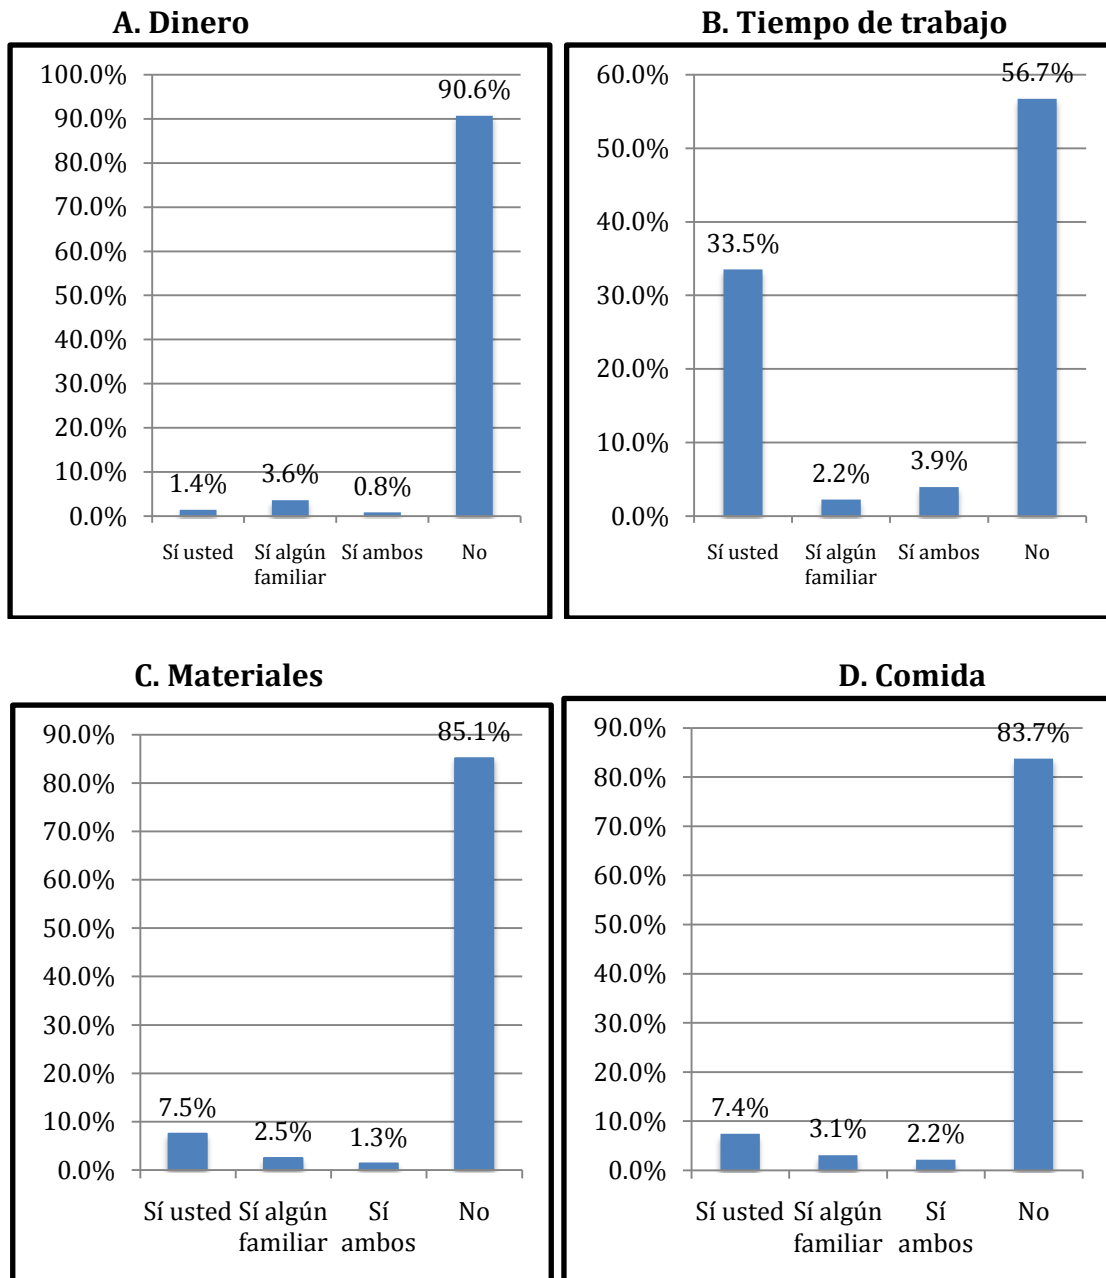 A. Dinero
100.0%
90.0%
80.0%
70.0%
60.0%
50.0%
40.0%
30.0%
20.0%
10.0%
0.0%
1.4%
3.6%
0.8%
90.6%
Sí usted
Sí algún
familiar
Sí ambos
No
B. Tiempo de trabajo
60.0%
50.0%
40.0%
30.0%
20.0%
10.0%
0.0%
33.5%
2.2%
3.9%
56.7%
Sí usted
Sí algún
familiar
Sí ambos
No
C. Materiales
90.0%
80.0%
70.0%
60.0%
50.0%
40.0%
30.0%
20.0%
10.0%
0.0%
7.5%
2.5%
1.3%
85.1%
Sí usted
Sí algún
familiar
Sí
ambos
No
D. Comida
90.0%
80.0%
70.0%
60.0%
50.0%
40.0%
30.0%
20.0%
10.0%
0.0%
7.4%
3.1%
2.2%
83.7%
Sí usted
Sí algún
familiar
Sí
ambos
No